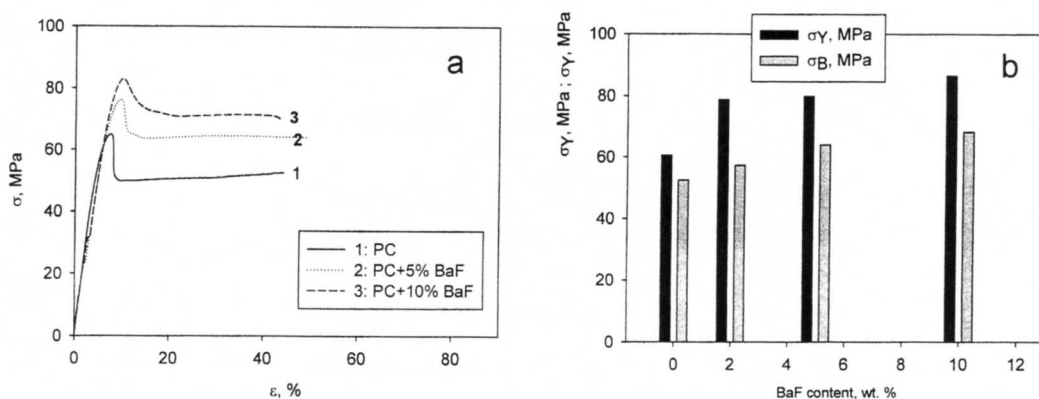 a
σ, MPa
100
80
60
40
20
0
3
2
1
1: PC
2: PC+5% BaF
3: PC+10% BaF
0 20 40 60 80
ε, %
b
σY, MPa ; σY, MPa
100
80
60
40
20
0
σY, MPa
σB, MPa
0 2 4 6 8 10 12
BaF content, wt. %